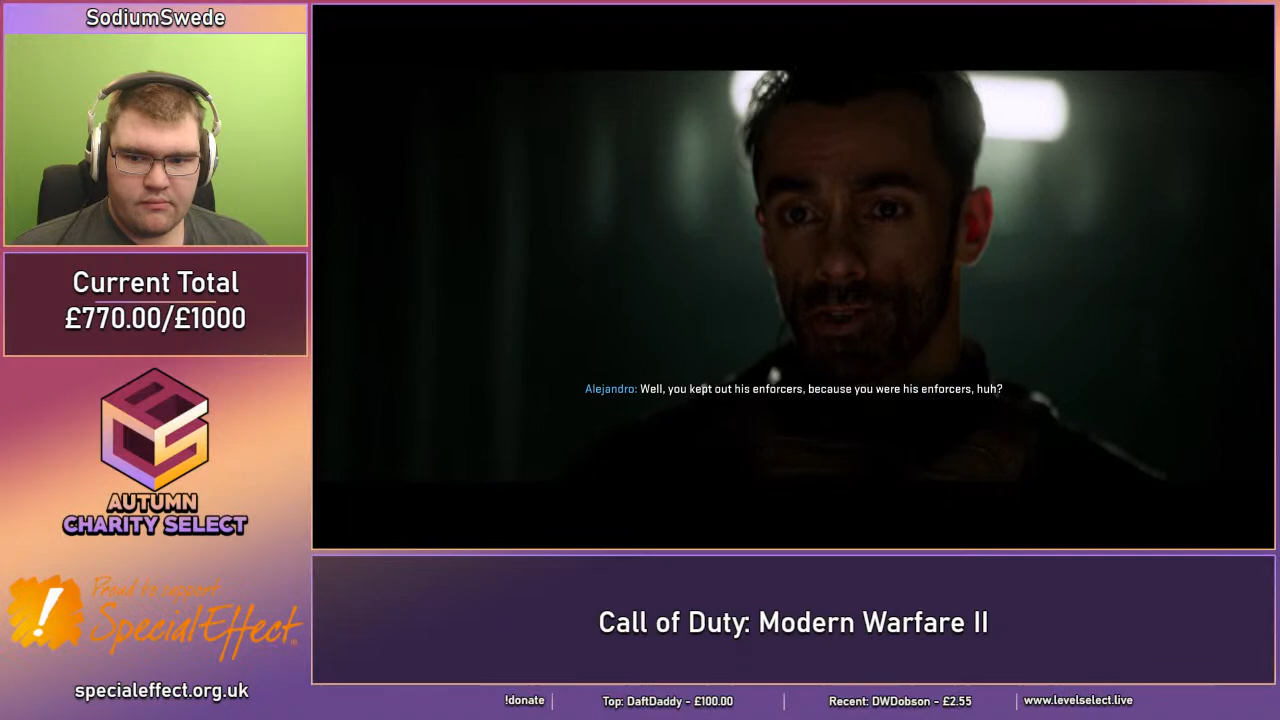 SodiumSwede
Current Total
£770.00/£1000
AUTUMN
CHARITY SELECT
Proud to support
SpecialEffect
specialeffect.org.uk
Alejandro: Well, you kept out his enforcers, because you were his enforcers, huh?
Call of Duty: Modern Warfare II
!donate
Top: DaftDaddy - £100.00
Recent: DWDobson - £2.55
www.levelselect.live